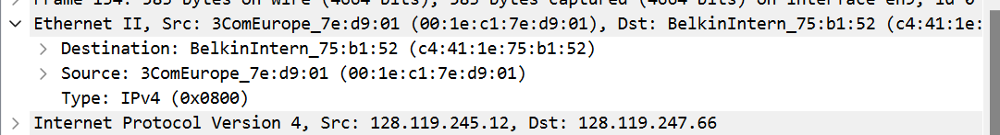 Frame 134: 583 bytes on wire (4664 bits), 583 bytes captured (4664 bits) on interface en9, id 0
Ethernet II, Src: 3ComEurope_7e:d9:01 (00:1e:c1:7e:d9:01), Dst: BelkinIntern_75:b1:52 (c4:41:1e:
Destination: BelkinIntern_75:b1:52 (c4:41:1e:75:b1:52)
Source: 3ComEurope_7e:d9:01 (00:1e:c1:7e:d9:01)
Type: IPv4 (0x0800)
Internet Protocol Version 4, Src: 128.119.245.12, Dst: 128.119.247.66